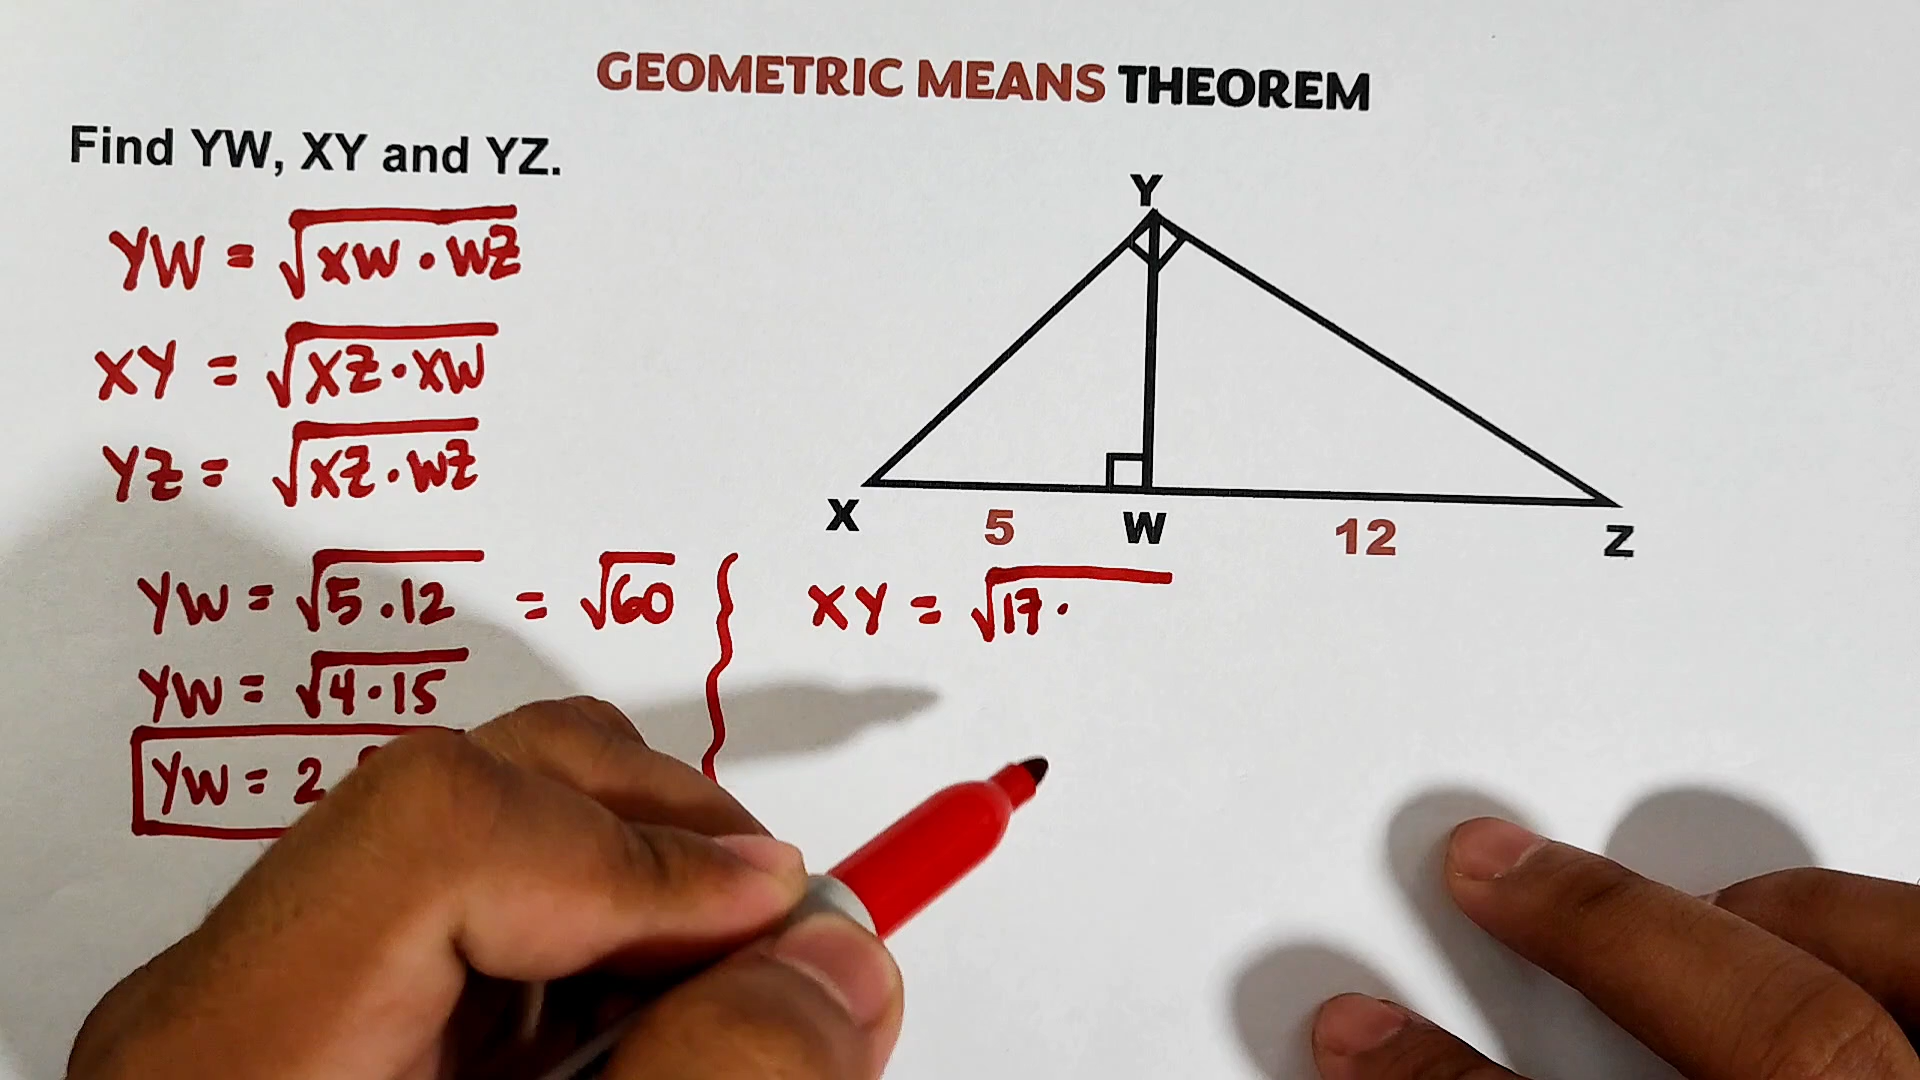 GEOMETRIC MEANS THEOREM
Find YW, XY and YZ.
YW = √XW · WZ
XY = √XZ · XW
YZ = √XZ · WZ
Y
X
5
W
12
Z
YW = √5 · 12 = √60
YW = √4 · 15
YW = 2
XY = √17 ·